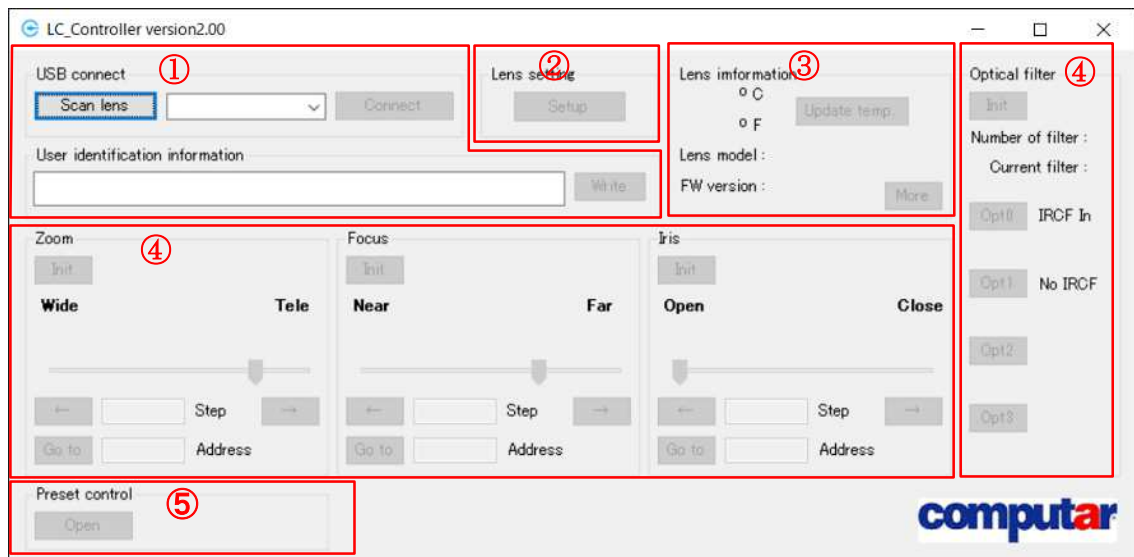 LC_Controller version2.00
①
USB connect
Scan lens
Connect
User identification information
Write
②
Lens setting
Setup
③
Lens imformation
° C
° F
Update temp.
Lens model :
FW version :
More
④
Optical filter
Init
Number of filter :
Current filter :
Opt0 IRCF In
Opt1 No IRCF
Opt2
Opt3
④
Zoom
Init
Wide Tele
← Step →
Go to Address
Focus
Init
Near Far
← Step →
Go to Address
Iris
Init
Open Close
← Step →
Go to Address
⑤
Preset control
Open
computar